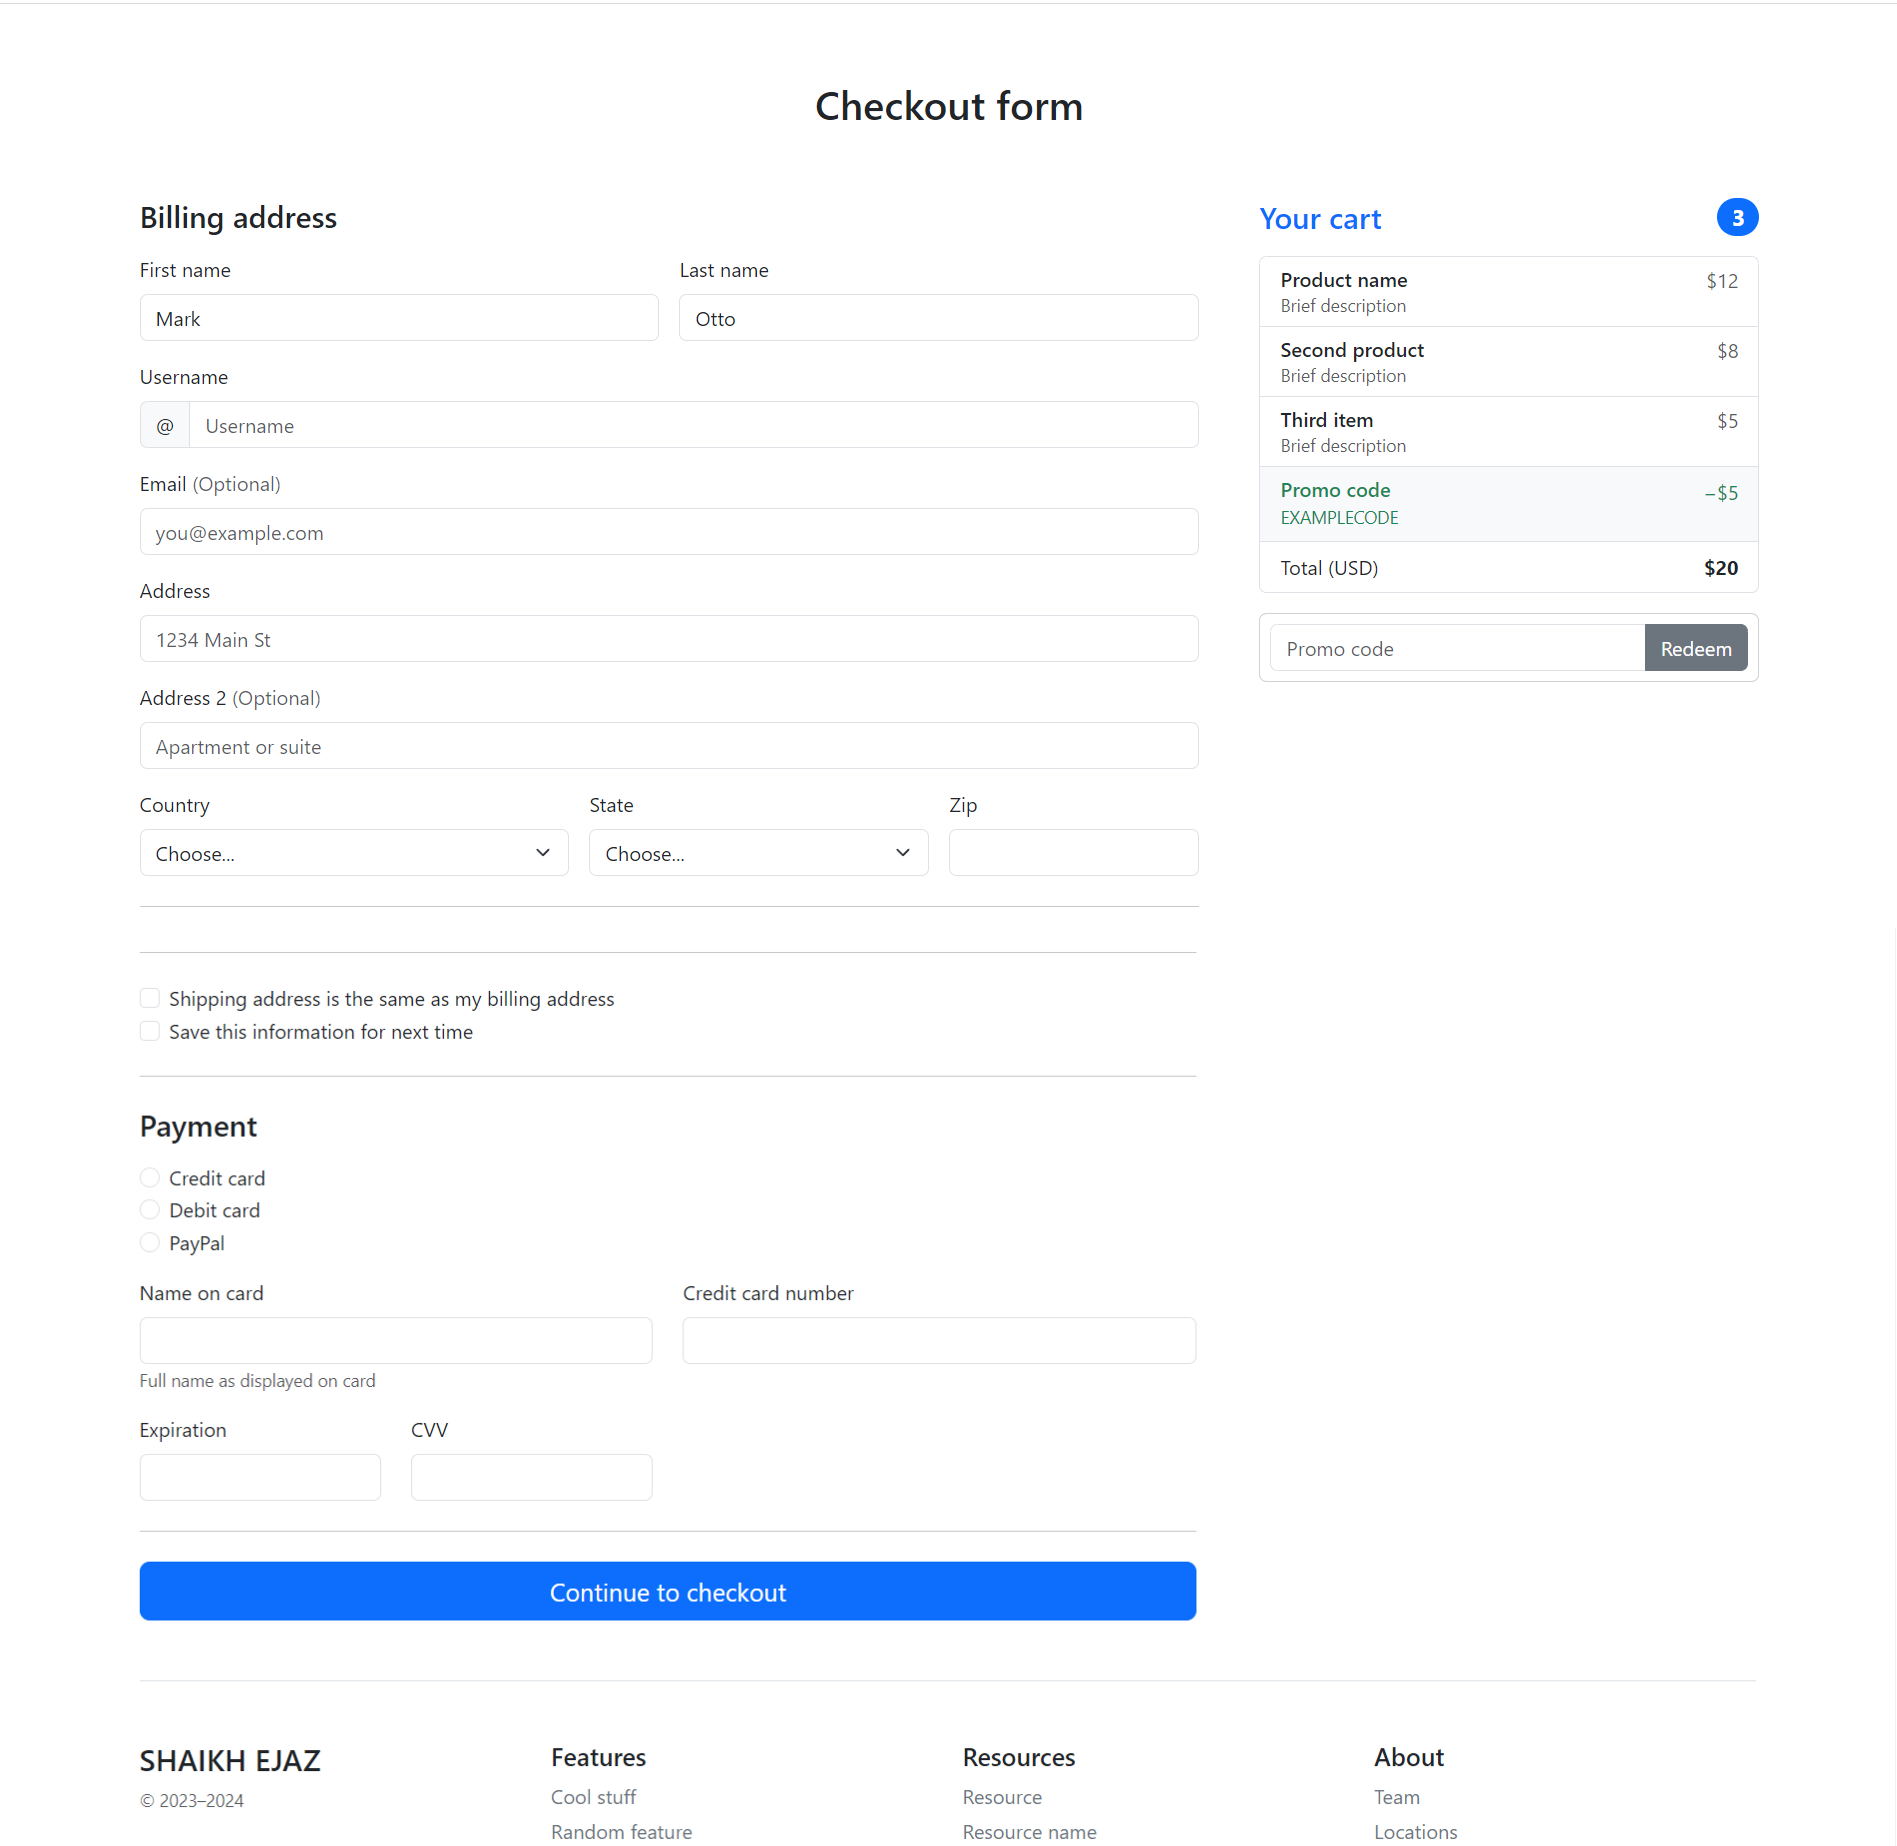 Checkout form
Billing address
First name
Last name
Mark
Otto
Username
@
Username
Email (Optional)
you@example.com
Address
1234 Main St
Address 2 (Optional)
Apartment or suite
Country
State
Zip
Choose...
Choose...
Shipping address is the same as my billing address
Save this information for next time
Payment
Credit card
Debit card
PayPal
Name on card
Credit card number
Full name as displayed on card
Expiration
CVV
Continue to checkout
Your cart
3
Product name
$12
Brief description
Second product
$8
Brief description
Third item
$5
Brief description
Promo code
−$5
EXAMPLECODE
Total (USD)
$20
Promo code
Redeem
SHAIKH EJAZ
© 2023–2024
Features
Cool stuff
Random feature
Resources
Resource
Resource name
About
Team
Locations